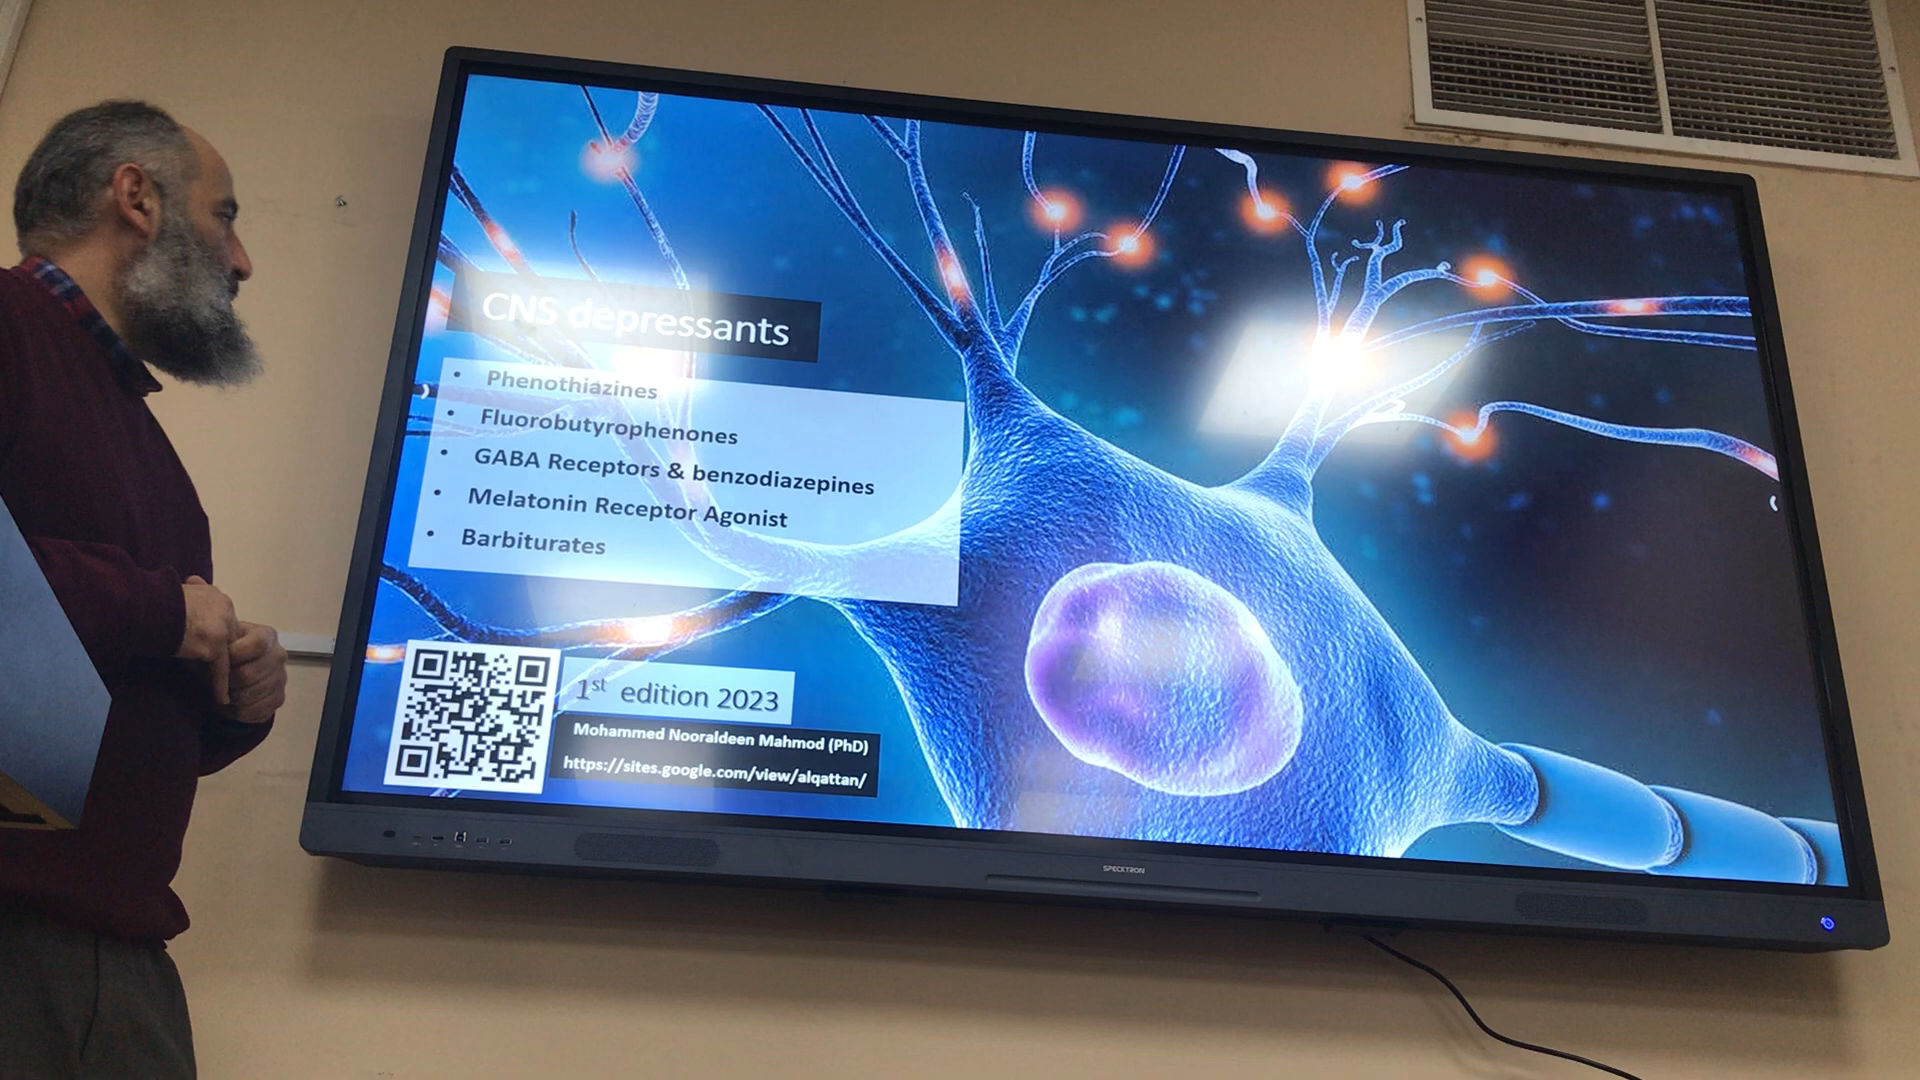 CNS depressants
• Phenothiazines
• Fluorobutyrophenones
• GABA Receptors & benzodiazepines
• Melatonin Receptor Agonist
• Barbiturates
1st edition 2023
Mohammed Nooraldeen Mahmod (PhD)
https://sites.google.com/view/alqattan/
SPECKTRON